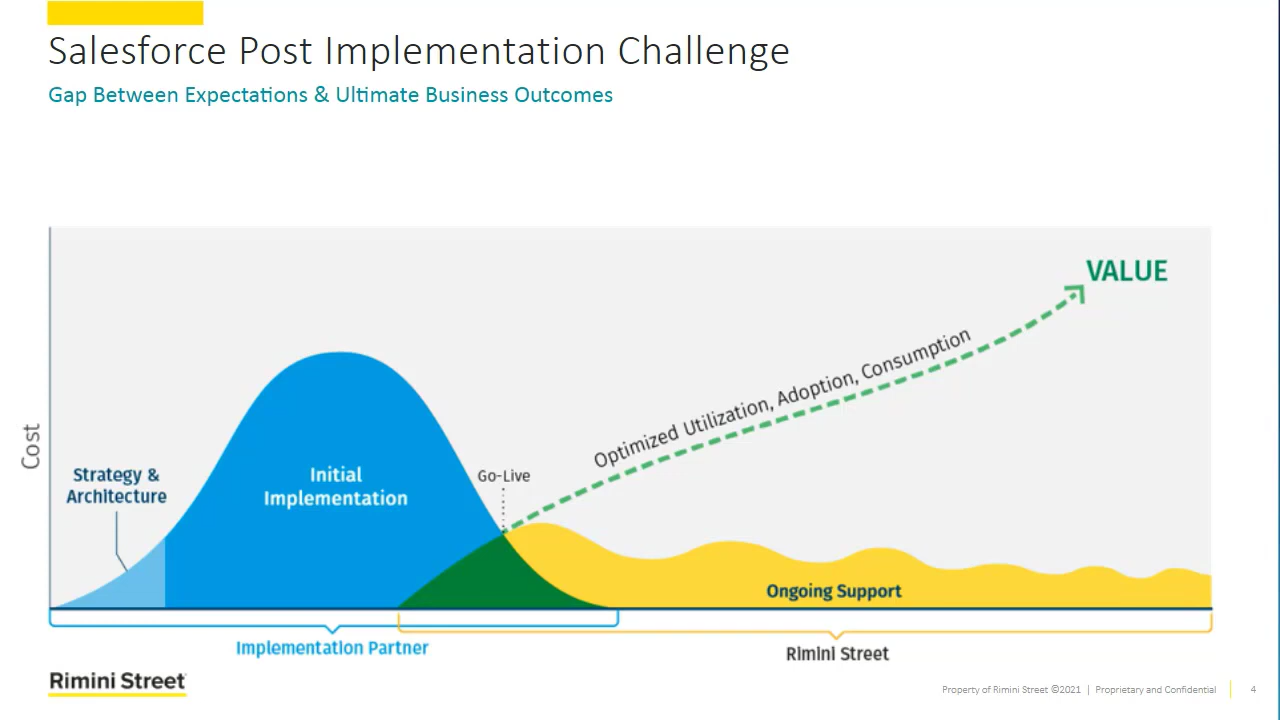 Salesforce Post Implementation Challenge
Gap Between Expectations & Ultimate Business Outcomes
VALUE
Optimized Utilization, Adoption, Consumption
Cost
Strategy &
Architecture
Initial
Implementation
Go-Live
Ongoing Support
Implementation Partner
Rimini Street
Rimini Street
Property of Rimini Street ©2021 | Proprietary and Confidential
4